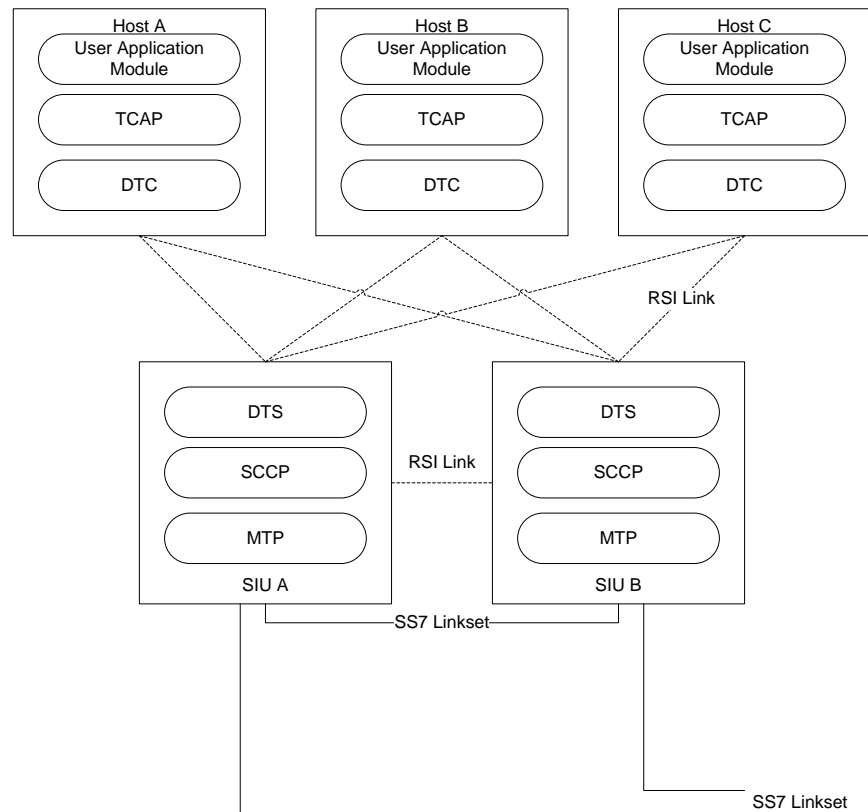 Host A
User Application
Module
TCAP
DTC
Host B
User Application
Module
TCAP
DTC
Host C
User Application
Module
TCAP
DTC
RSI Link
DTS
SCCP
MTP
SIU A
RSI Link
DTS
SCCP
MTP
SIU B
SS7 Linkset
SS7 Linkset